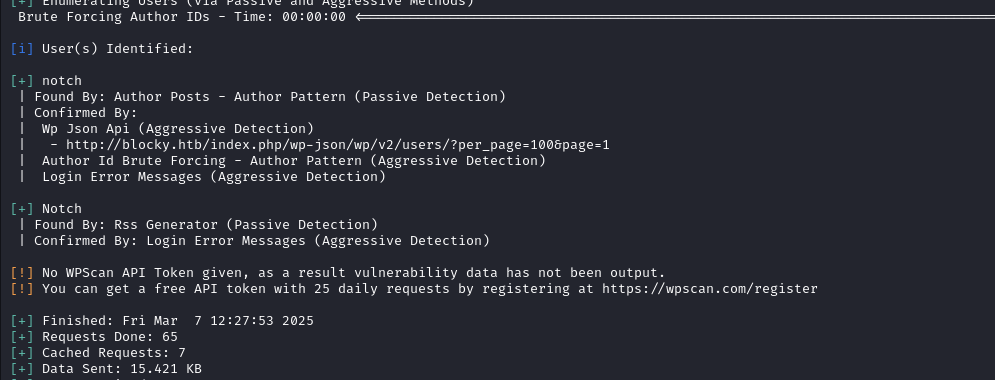 [+] Enumerating Users (via Passive and Aggressive Methods)
 Brute Forcing Author IDs - Time: 00:00:00 <==============================================================================

[i] User(s) Identified:

[+] notch
 | Found By: Author Posts - Author Pattern (Passive Detection)
 | Confirmed By:
 |  Wp Json Api (Aggressive Detection)
 |   - http://blocky.htb/index.php/wp-json/wp/v2/users/?per_page=100&page=1
 |  Author Id Brute Forcing - Author Pattern (Aggressive Detection)
 |  Login Error Messages (Aggressive Detection)

[+] Notch
 | Found By: Rss Generator (Passive Detection)
 | Confirmed By: Login Error Messages (Aggressive Detection)

[!] No WPScan API Token given, as a result vulnerability data has not been output.
[!] You can get a free API token with 25 daily requests by registering at https://wpscan.com/register

[+] Finished: Fri Mar  7 12:27:53 2025
[+] Requests Done: 65
[+] Cached Requests: 7
[+] Data Sent: 15.421 KB